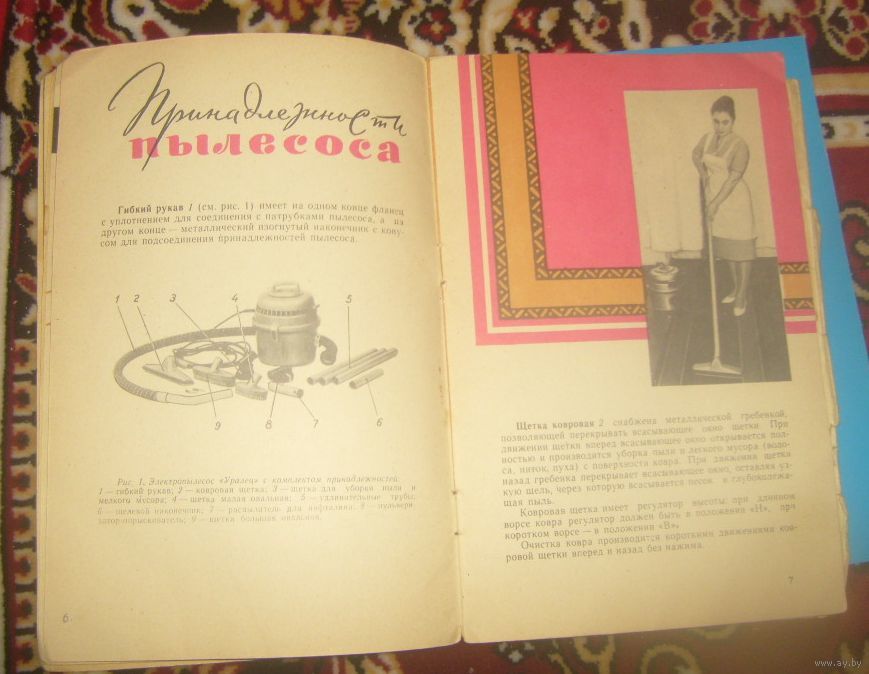 Принадлежности
пылесоса
Гибкий рукав 1 (см. рис. 1) имеет на одном конце фланец
с уплотнением для соединения с патрубками пылесоса, а на
другом конце — металлический изогнутый наконечник с кону-
сом для подсоединения принадлежностей пылесоса.
1 2 3 4 5
9 8 7 6
Рис. 1. Электропылесос «Уралец» с комплектом принадлежностей:
1 — гибкий рукав; 2 — ковровая щетка; 3 — щетка для уборки пыли и
мелкого мусора; 4 — щетка малая овальная; 5 — удлинительные трубы;
6 — щелевой наконечник; 7 — распылитель для нафталина; 8 — пульвери-
затор-опрыскиватель; 9 — щетка большая
6
Щетка ковровая 2 снабжена металлической гребенкой,
позволяющей перекрывать всасывающее окно щетки. При
движении щетки вперед всасывающее окно открывается пол-
ностью и производится уборка пыли и легкого мусора (воло-
са, ниток, пуха) с поверхности ковра. При движении щетки
назад гребенка перекрывает всасывающее окно, оставляя уз-
кую щель, через которую всасывается песок и глубоколежа-
щая пыль.
Ковровая щетка имеет регулятор высоты при длинном
ворсе ковра регулятор должен быть в положении «Н», при
коротком ворсе — в положении «В».
Очистка ковра производится короткими движениями ков-
ровой щетки вперед и назад без нажима.
7
www.ay.by